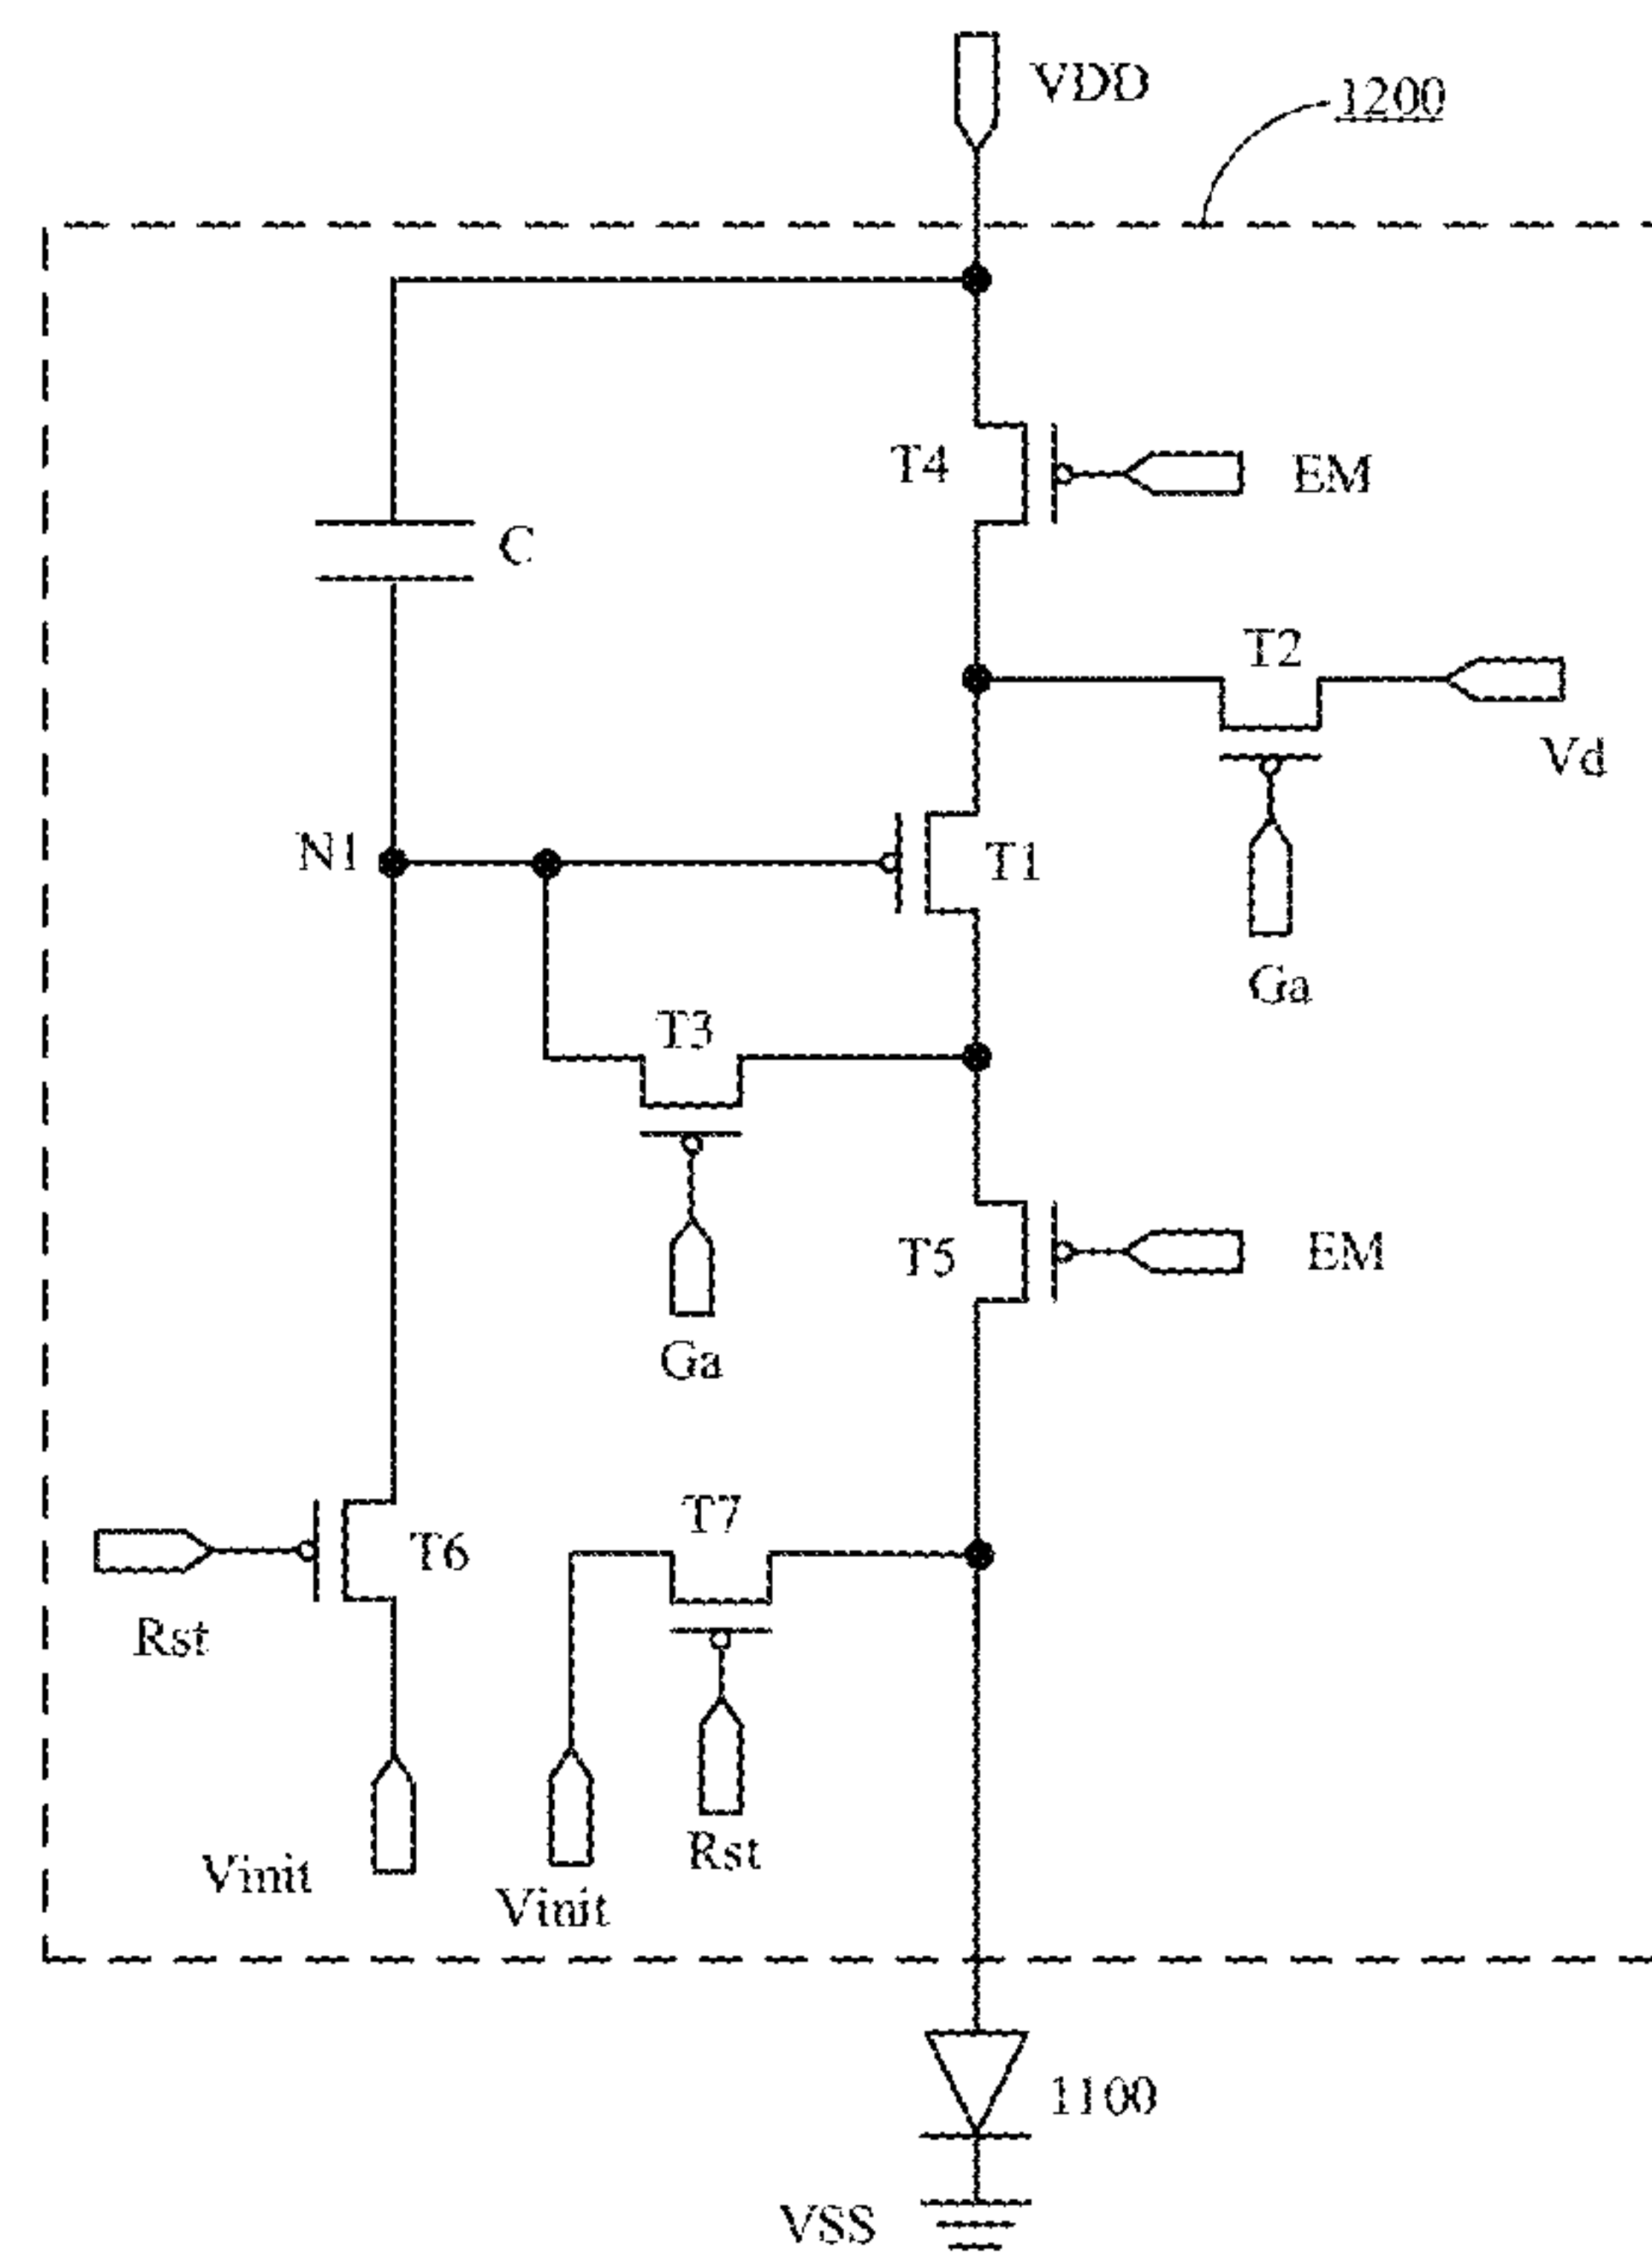 VDD
1200
T4
EM
C
T2
Vd
N1
T1
Ga
T3
T5
EM
Ga
T7
T6
Rst
Rst
Vinit
Vinit
1100
VSS